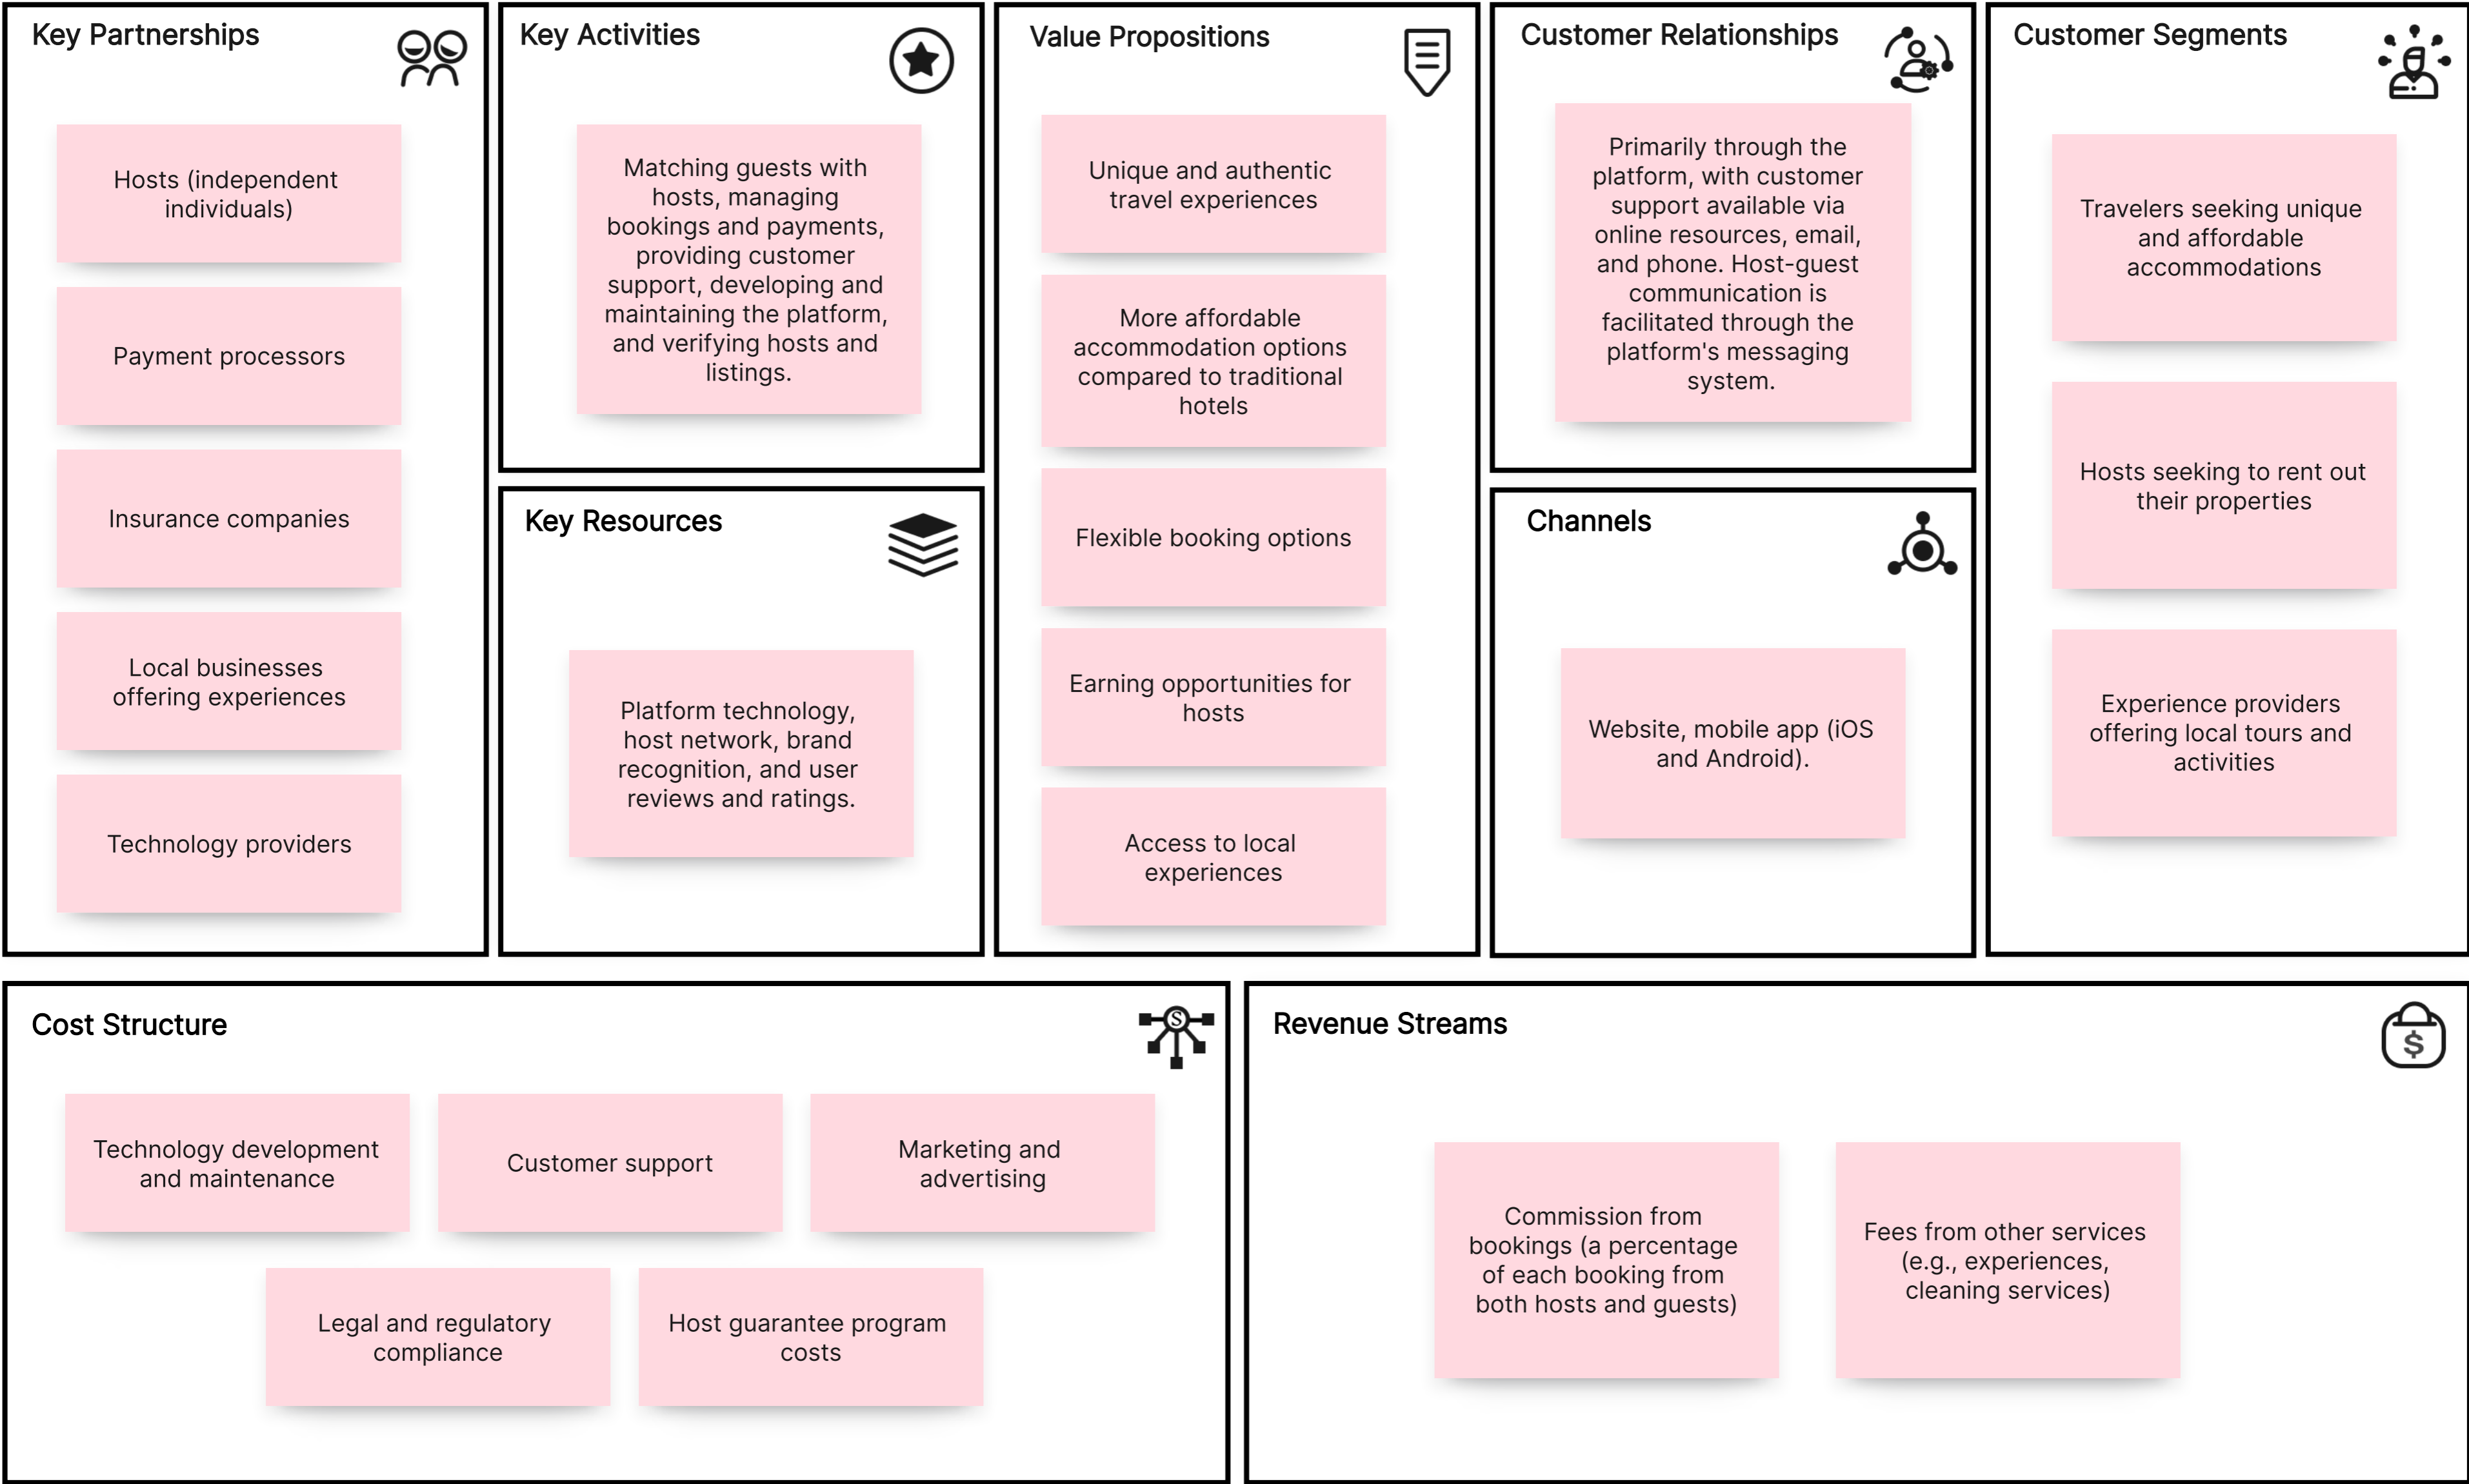 Key Partnerships
Hosts (independent
individuals)
Payment processors
Insurance companies
Local businesses
offering experiences
Technology providers
Key Activities
Matching guests with
hosts, managing
bookings and payments,
providing customer
support, developing and
maintaining the platform,
and verifying hosts and
listings.
Key Resources
Platform technology,
host network, brand
recognition, and user
reviews and ratings.
Value Propositions
Unique and authentic
travel experiences
More affordable
accommodation options
compared to traditional
hotels
Flexible booking options
Earning opportunities for
hosts
Access to local
experiences
Customer Relationships
Primarily through the
platform, with customer
support available via
online resources, email,
and phone. Host-guest
communication is
facilitated through the
platform's messaging
system.
Channels
Website, mobile app (iOS
and Android).
Customer Segments
Travelers seeking unique
and affordable
accommodations
Hosts seeking to rent out
their properties
Experience providers
offering local tours and
activities
Cost Structure
S
Technology development
and maintenance
Customer support
Marketing and
advertising
Legal and regulatory
compliance
Host guarantee program
costs
Revenue Streams
$
Commission from
bookings (a percentage
of each booking from
both hosts and guests)
Fees from other services
(e.g., experiences,
cleaning services)